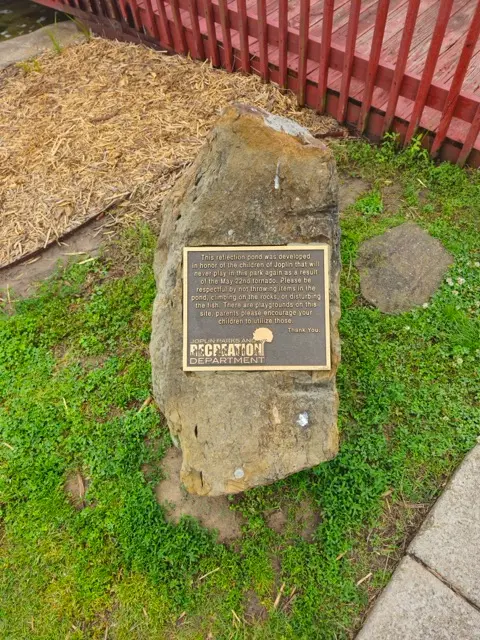 This reflection pond was developed
in honor of the children of Joplin that will
never play in this park again as a result
of the May 22nd tornado. Please be
respectful by not throwing items in the
pond, climbing on the rocks, or disturbing
the fish. There are playgrounds on this
site, parents please encourage your
children to utilize those.
Thank You.
JOPLIN PARKS AND
RECREATION
DEPARTMENT